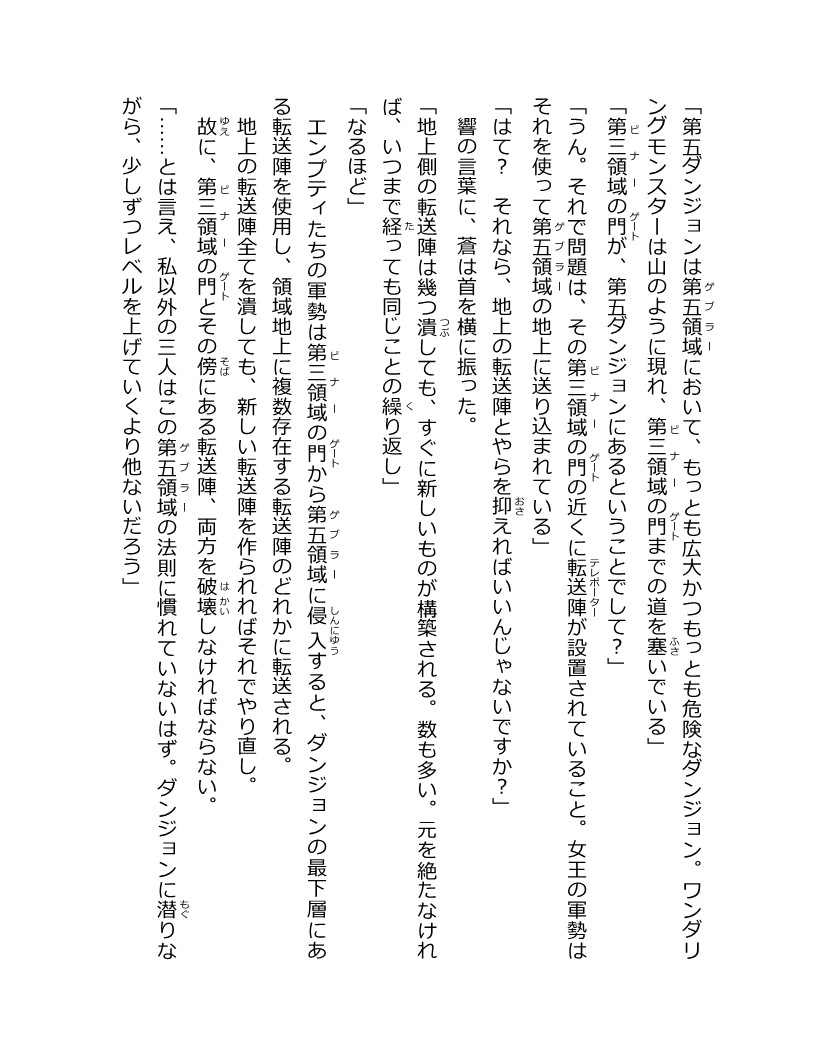 「第五ダンジョンは第五領域において、もっとも広大かつもっとも危険なダンジョン。ワンダリ
ングモンスターは山のように現れ、第三領域の門までの道を塞いでいる」
「第三領域の門が、第五ダンジョンにあるということでして？」
「うん。それで問題は、その第三領域の門の近くに転送陣が設置されていること。女王の軍勢は
それを使って第五領域の地上に送り込まれている」
「はて？　それなら、地上の転送陣とやらを抑えればいいんじゃないですか？」
　響の言葉に、蒼は首を横に振った。
「地上側の転送陣は幾つ潰しても、すぐに新しいものが構築される。数も多い。元を絶たなけれ
ば、いつまで経っても同じことの繰り返し」
「なるほど」
　エンプティたちの軍勢は第三領域の門から第五領域に侵入すると、ダンジョンの最下層にあ
る転送陣を使用し、領域地上に複数存在する転送陣のどれかに転送される。
　地上の転送陣全てを潰しても、新しい転送陣を作られればそれでやり直し。
　故に、第三領域の門とその傍にある転送陣、両方を破壊しなければならない。
「……とは言え、私以外の三人はこの第五領域の法則に慣れていないはず。ダンジョンに潜りな
がら、少しずつレベルを上げていくより他ないだろう」